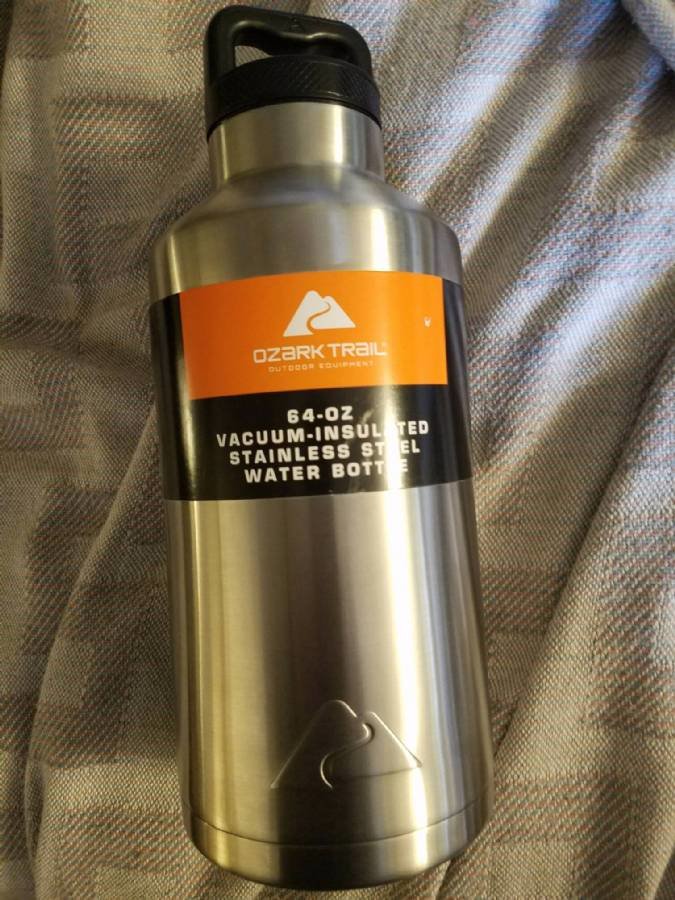 OZARK TRAIL
OUTDOOR EQUIPMENT
64-OZ
VACUUM-INSULATED
STAINLESS STEEL
WATER BOTTLE